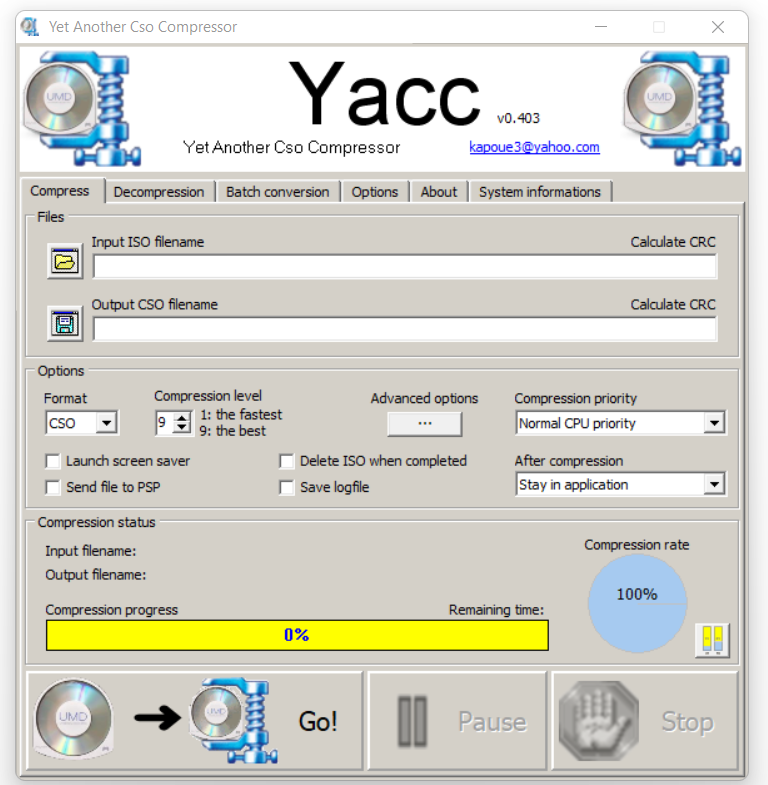 Yet Another Cso Compressor
UMD
Yacc v0.403
UMD
Yet Another Cso Compressor kapoue3@yahoo.com
Compress Decompression Batch conversion Options About System informations
Files
Input ISO filename Calculate CRC
Output CSO filename Calculate CRC
Options
Format Compression level Advanced options Compression priority
CSO 9 1: the fastest ... Normal CPU priority
9: the best
Launch screen saver Delete ISO when completed After compression
Send file to PSP Save logfile Stay in application
Compression status
Input filename: Compression rate
Output filename:
100%
Compression progress Remaining time:
0%
UMD UMD Go! Pause Stop